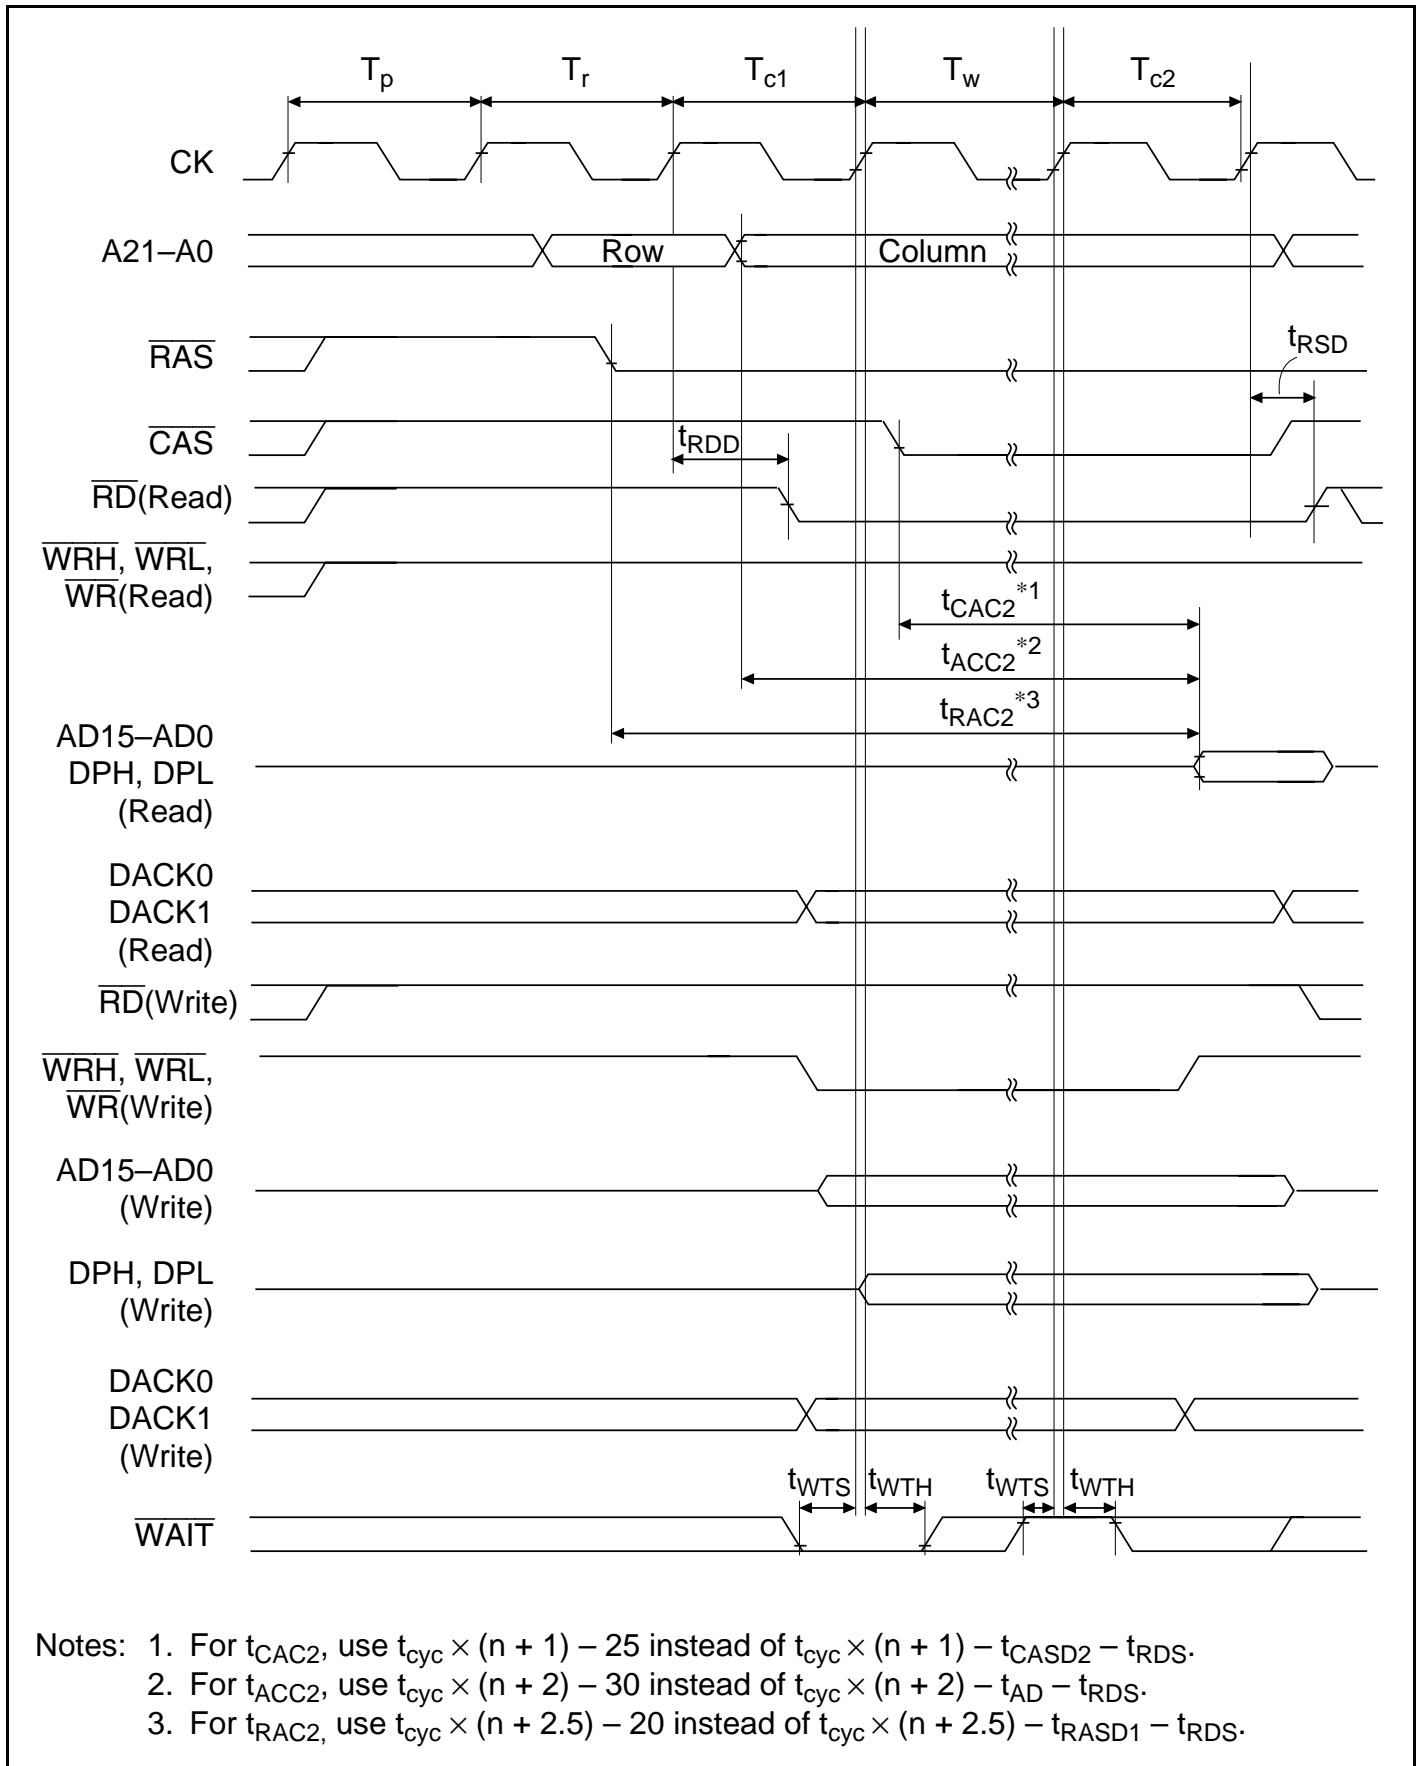 Tp Tr Tc1 Tw Tc2
CK
A21–A0 Row Column
RAS
tRSD
CAS
tRDD
RD(Read)
WRH, WRL,
WR(Read)
tCAC2*1
tACC2*2
tRAC2*3
AD15–AD0
DPH, DPL
(Read)
DACK0
DACK1
(Read)
RD(Write)
WRH, WRL,
WR(Write)
AD15–AD0
(Write)
DPH, DPL
(Write)
DACK0
DACK1
(Write)
tWTS tWTH tWTS tWTH
WAIT
Notes: 1. For tCAC2, use tcyc × (n + 1) – 25 instead of tcyc × (n + 1) – tCASD2 – tRDS.
2. For tACC2, use tcyc × (n + 2) – 30 instead of tcyc × (n + 2) – tAD – tRDS.
3. For tRAC2, use tcyc × (n + 2.5) – 20 instead of tcyc × (n + 2.5) – tRASD1 – tRDS.